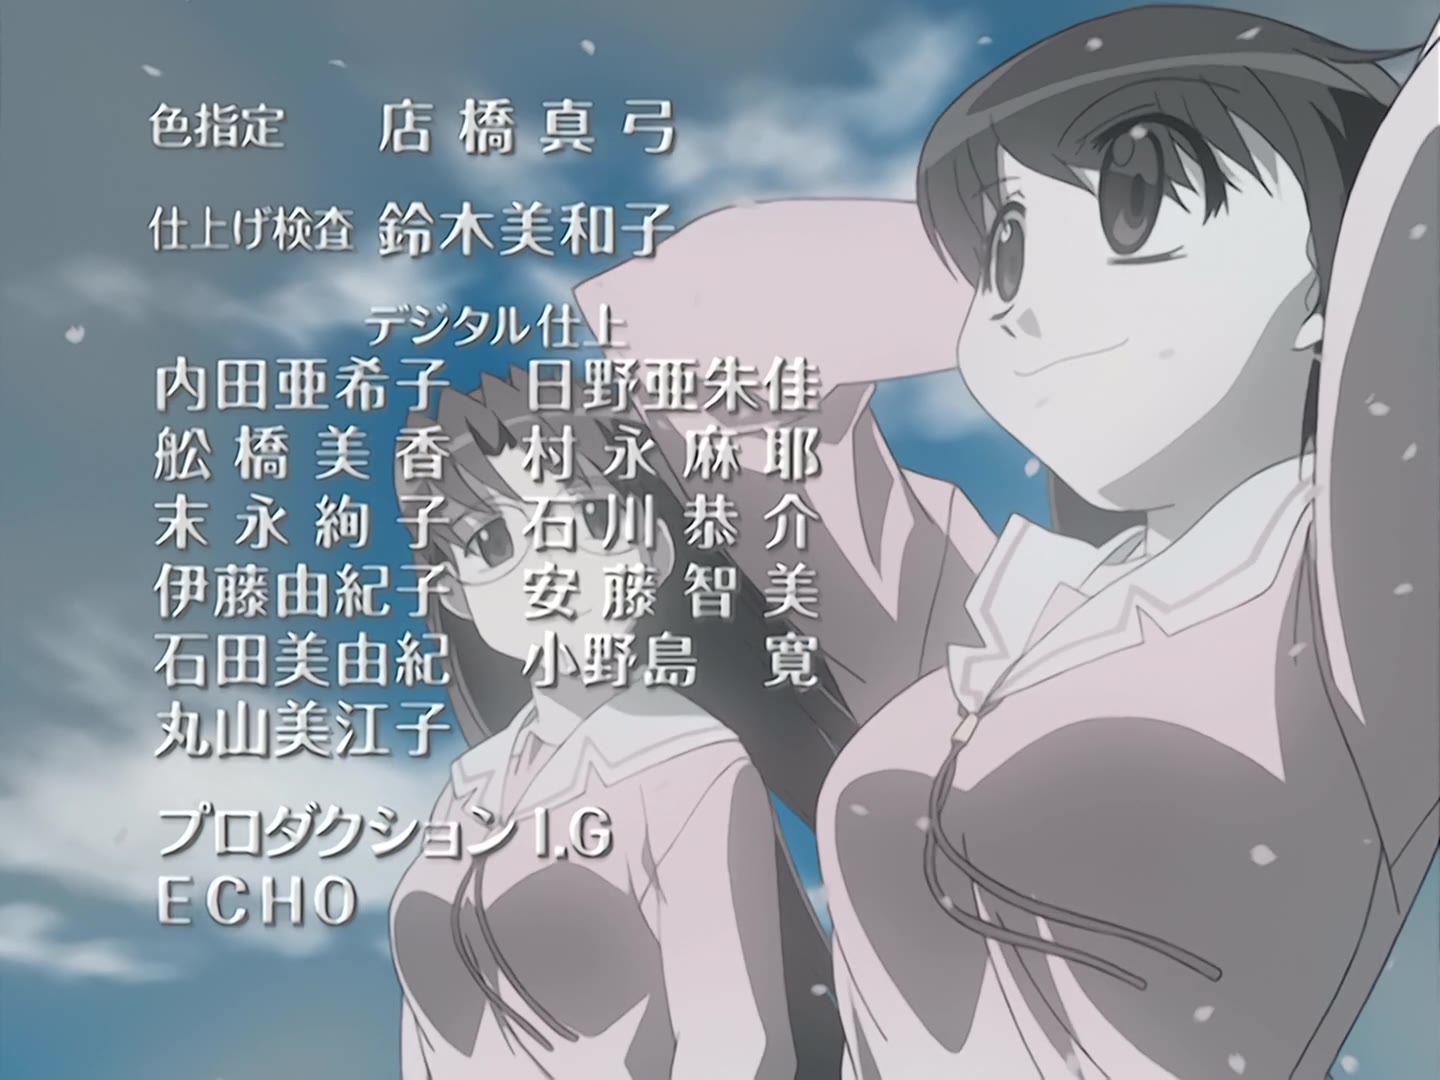 色指定 店橋真弓
仕上げ検査 鈴木美和子
デジタル仕上
内田亜希子 日野亜朱佳
舩橋美香 村永麻耶
末永絢子 石川恭介
伊藤由紀子 安藤智美
石田美由紀 小野島 寛
丸山美江子
プロダクションI.G
ECHO